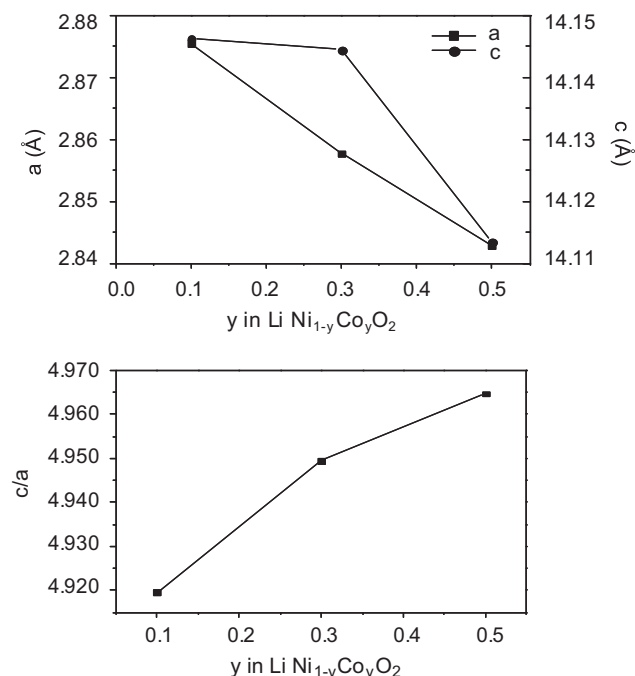 2.88
2.87
2.86
2.85
2.84
a (Å)
a
c
14.15
14.14
14.13
14.12
14.11
c (Å)
0.0 0.1 0.2 0.3 0.4 0.5
y in Li Ni₁₋yCoyO₂
4.970
4.960
4.950
4.940
4.930
4.920
c/a
0.1 0.2 0.3 0.4 0.5
y in Li Ni₁₋yCoyO₂